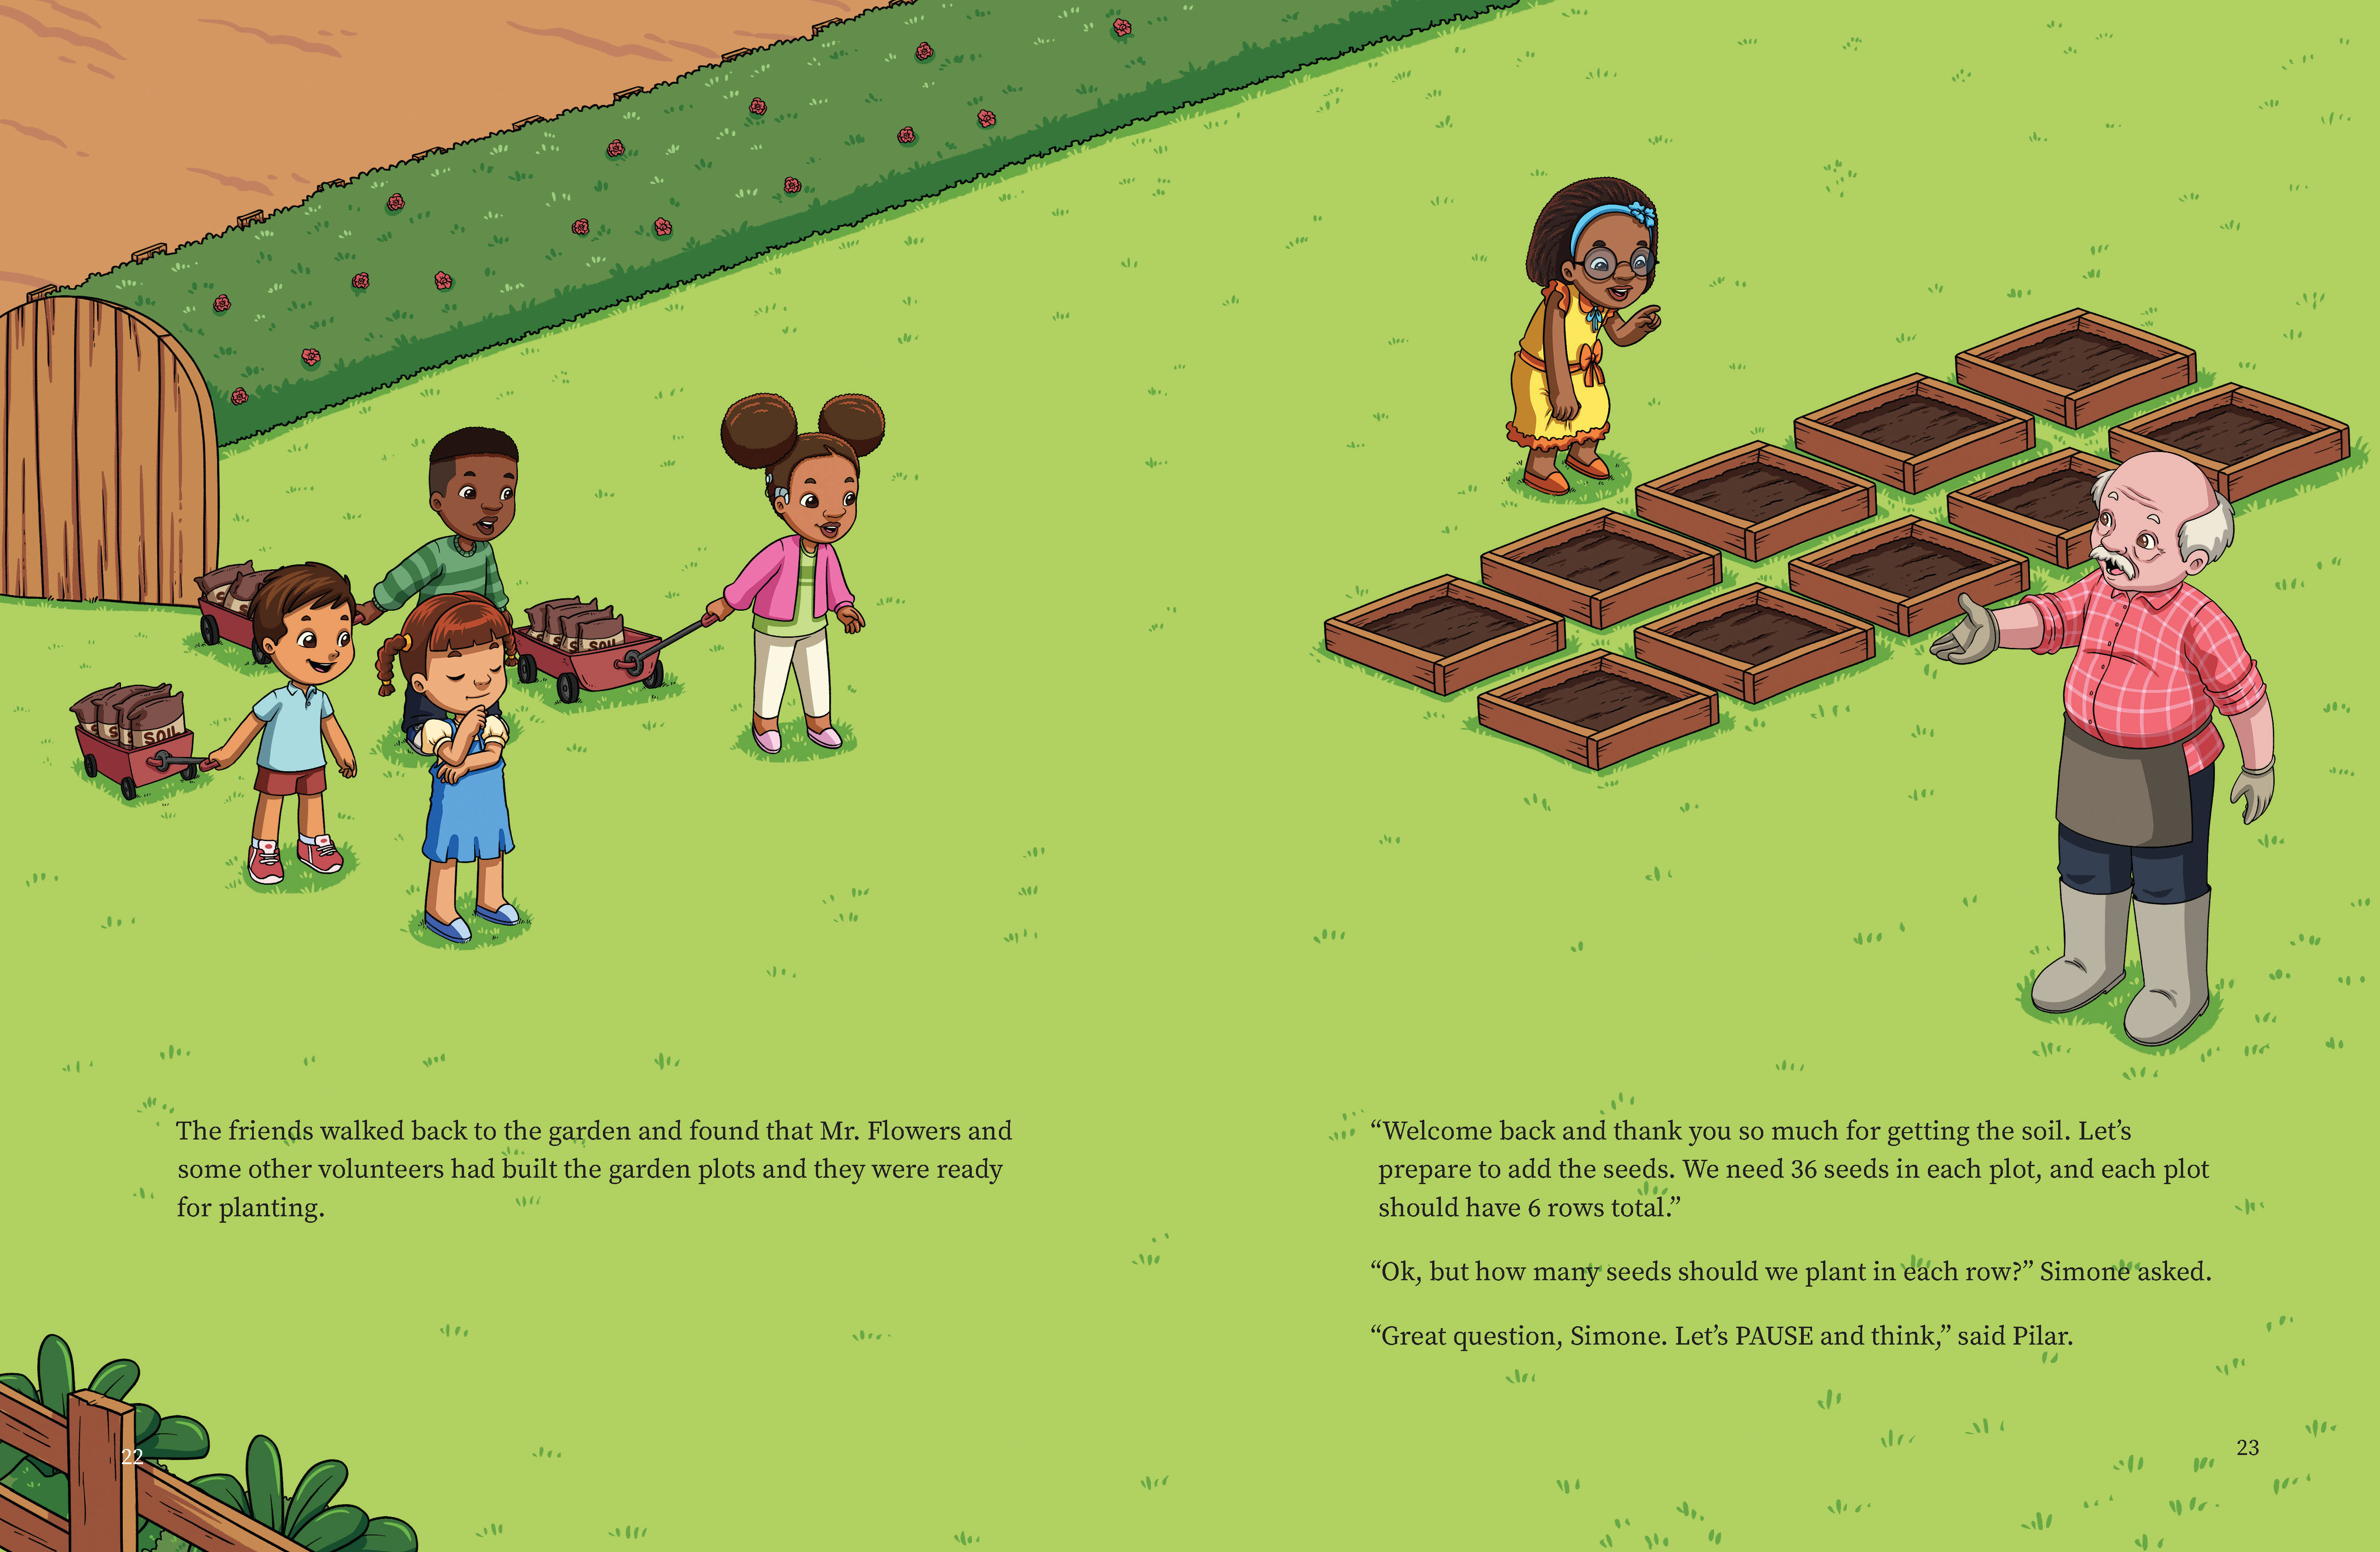 SOIL
SOIL
The friends walked back to the garden and found that Mr. Flowers and
some other volunteers had built the garden plots and they were ready
for planting.
“Welcome back and thank you so much for getting the soil. Let’s
prepare to add the seeds. We need 36 seeds in each plot, and each plot
should have 6 rows total.”
“Ok, but how many seeds should we plant in each row?” Simone asked.
“Great question, Simone. Let’s PAUSE and think,” said Pilar.
22
23